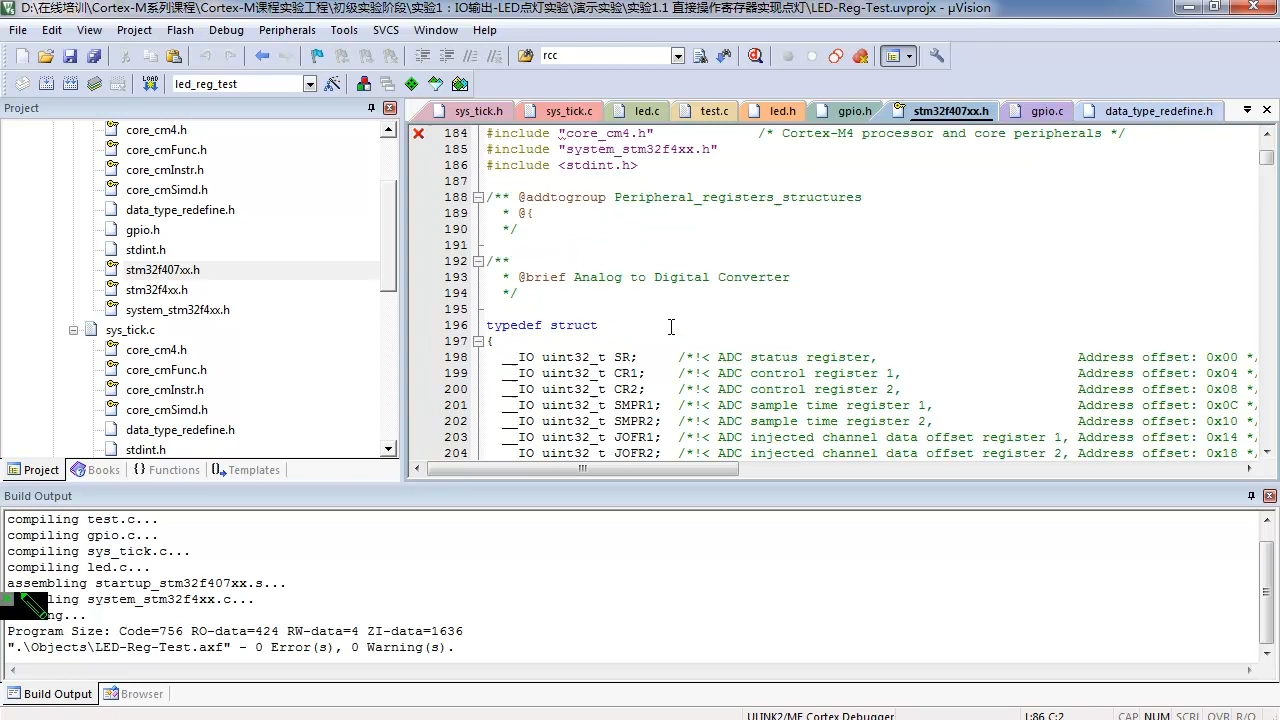 D:\在线培训\Cortex-M系列课程\Cortex-M课程实验工程\初级实验阶段\实验1：IO输出-LED点灯实验\演示实验\实验1.1 直接操作寄存器实现点灯\LED-Reg-Test.uvprojx - µVision
File Edit View Project Flash Debug Peripherals Tools SVCS Window Help
rcc
LOAD led_reg_test
Project
sys_tick.h sys_tick.c led.c test.c led.h gpio.h stm32f407xx.h gpio.c data_type_redefine.h
core_cm4.h
core_cmFunc.h
core_cmInstr.h
core_cmSimd.h
data_type_redefine.h
gpio.h
stdint.h
stm32f407xx.h
stm32f4xx.h
system_stm32f4xx.h
sys_tick.c
core_cm4.h
core_cmFunc.h
core_cmInstr.h
core_cmSimd.h
data_type_redefine.h
stdint.h
184 #include "core_cm4.h" /* Cortex-M4 processor and core peripherals */
185 #include "system_stm32f4xx.h"
186 #include <stdint.h>
187
188 /** @addtogroup Peripheral_registers_structures
189 * @{
190 */
191
192 /**
193 * @brief Analog to Digital Converter
194 */
195
196 typedef struct
197 {
198 __IO uint32_t SR; /*!< ADC status register, Address offset: 0x00 */
199 __IO uint32_t CR1; /*!< ADC control register 1, Address offset: 0x04 */
200 __IO uint32_t CR2; /*!< ADC control register 2, Address offset: 0x08 */
201 __IO uint32_t SMPR1; /*!< ADC sample time register 1, Address offset: 0x0C */
202 __IO uint32_t SMPR2; /*!< ADC sample time register 2, Address offset: 0x10 */
203 __IO uint32_t JOFR1; /*!< ADC injected channel data offset register 1, Address offset: 0x14 */
204 __IO uint32_t JOFR2; /*!< ADC injected channel data offset register 2, Address offset: 0x18 */
Project Books Functions Templates
Build Output
compiling test.c...
compiling gpio.c...
compiling sys_tick.c...
compiling led.c...
assembling startup_stm32f407xx.s...
ling system_stm32f4xx.c...
ng...
Program Size: Code=756 RO-data=424 RW-data=4 ZI-data=1636
".\Objects\LED-Reg-Test.axf" - 0 Error(s), 0 Warning(s).
Build Output Browser
ULINK2/ME Cortex Debugger L:86 C:2 CAP NUM SCRL OVR R/O